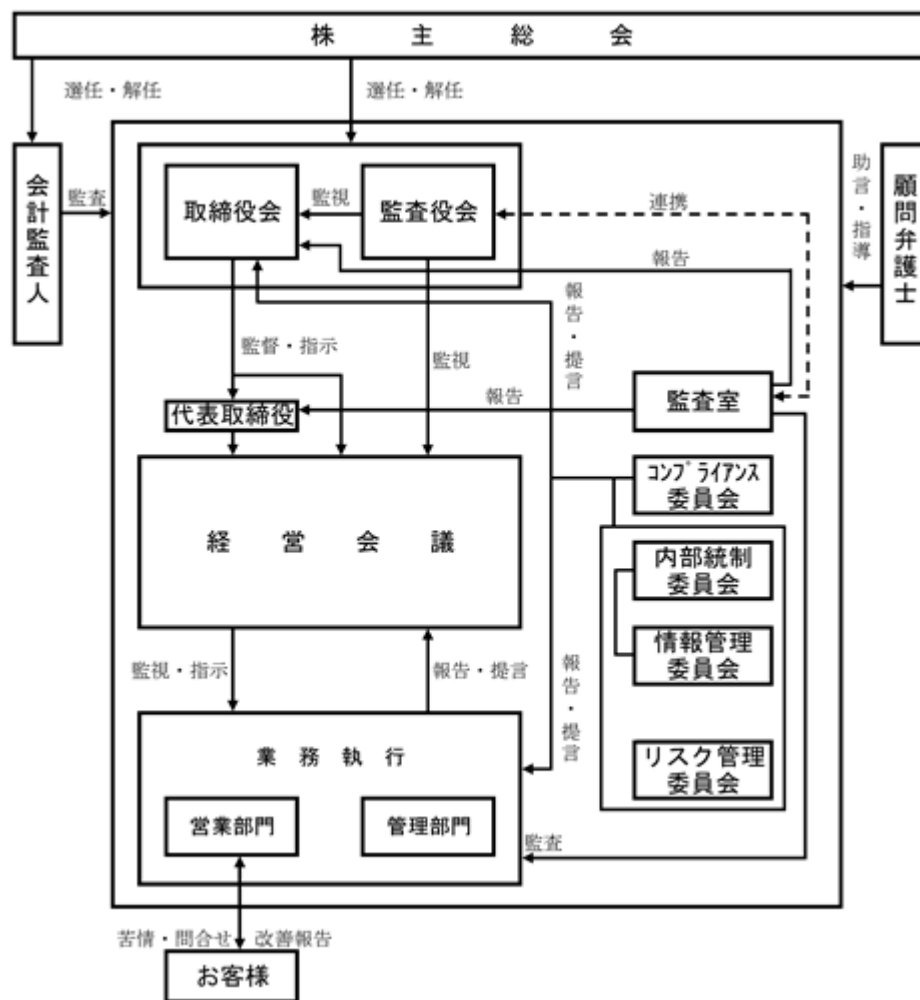 株主総会
選任・解任
選任・解任
会計監査人
監査
取締役会
監視
監査役会
連携
助言・指導
顧問弁護士
報告
報告・提言
監督・指示
監視
代表取締役
報告
監査室
コンプライアンス
委員会
経営会議
内部統制
委員会
情報管理
委員会
監視・指示
報告・提言
報告・提言
業務執行
リスク管理
委員会
営業部門
管理部門
監査
苦情・問合せ
改善報告
お客様